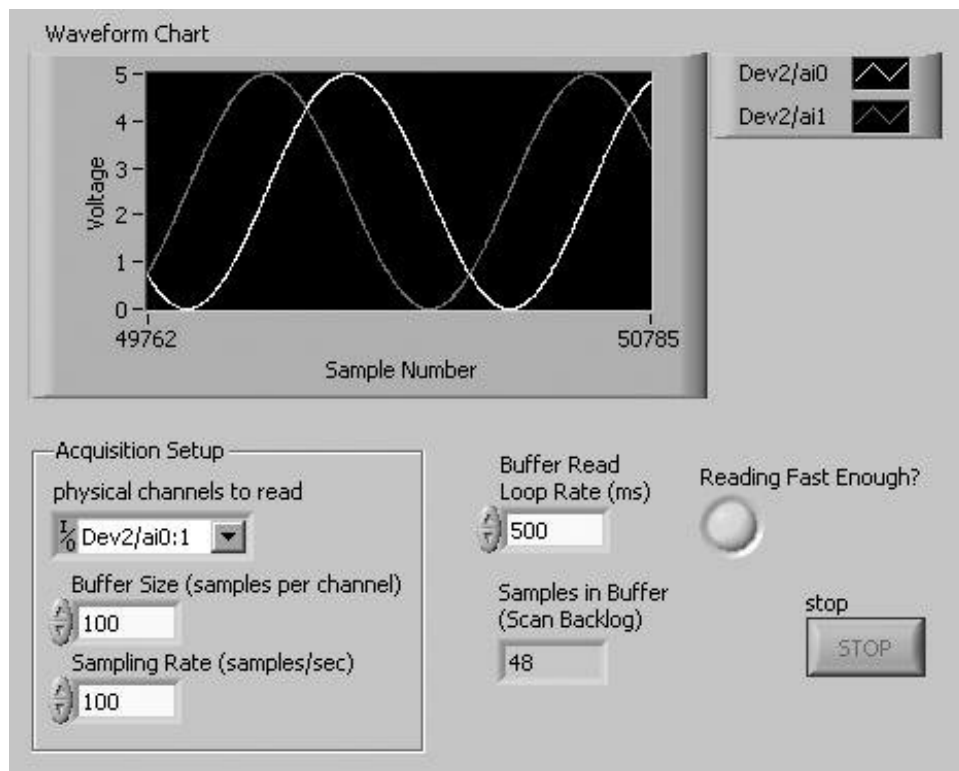 Waveform Chart
Dev2/ai0
Dev2/ai1
5
4
3
2
1
0
Voltage
49762
50785
Sample Number
Acquisition Setup
physical channels to read
I/O Dev2/ai0:1
Buffer Size (samples per channel)
100
Sampling Rate (samples/sec)
100
Buffer Read
Loop Rate (ms)
500
Samples in Buffer
(Scan Backlog)
48
Reading Fast Enough?
stop
STOP